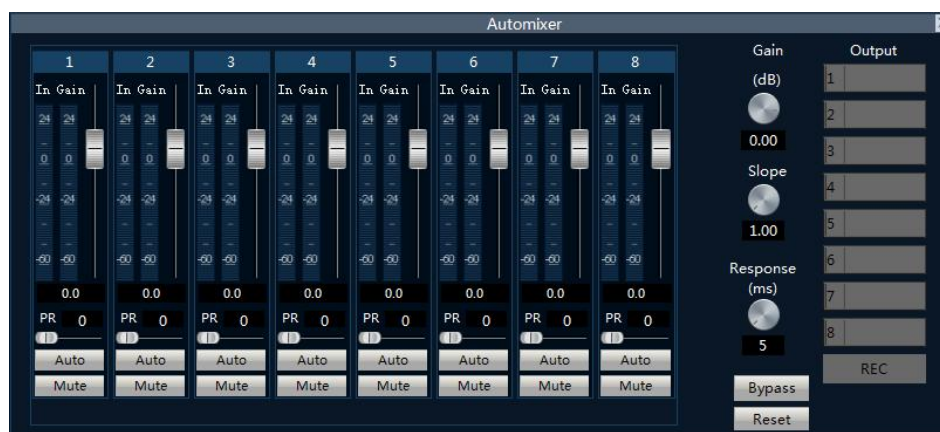 Automixer
1 2 3 4 5 6 7 8
In Gain In Gain In Gain In Gain In Gain In Gain In Gain In Gain
24 24 24 24 24 24 24 24 24 24 24 24 24 24 24 24
0 0 0 0 0 0 0 0 0 0 0 0 0 0 0 0
-24 -24 -24 -24 -24 -24 -24 -24 -24 -24 -24 -24 -24 -24 -24 -24
-60 -60 -60 -60 -60 -60 -60 -60 -60 -60 -60 -60 -60 -60 -60 -60
0.0 0.0 0.0 0.0 0.0 0.0 0.0 0.0
PR 0 PR 0 PR 0 PR 0 PR 0 PR 0 PR 0 PR 0
Auto Auto Auto Auto Auto Auto Auto Auto
Mute Mute Mute Mute Mute Mute Mute Mute
Gain
(dB)
0.00
Slope
1.00
Response
(ms)
5
Bypass
Reset
Output
1
2
3
4
5
6
7
8
REC